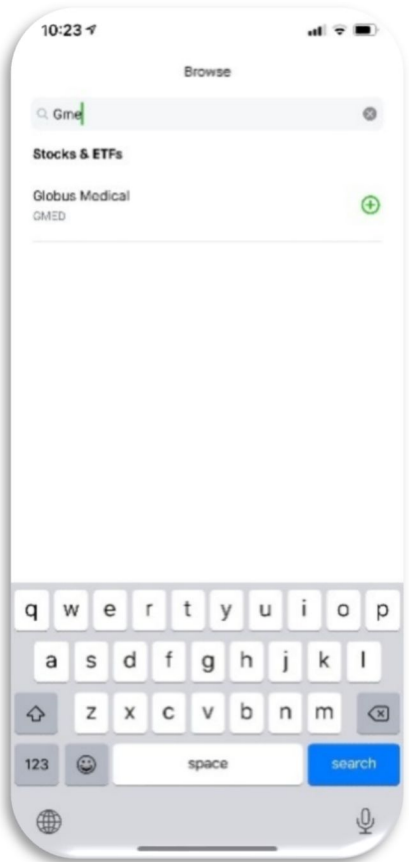 10:23
Browse
Gme
Stocks & ETFs
Globus Medical
GMED
q w e r t y u i o p
a s d f g h j k l
z x c v b n m
123 space search